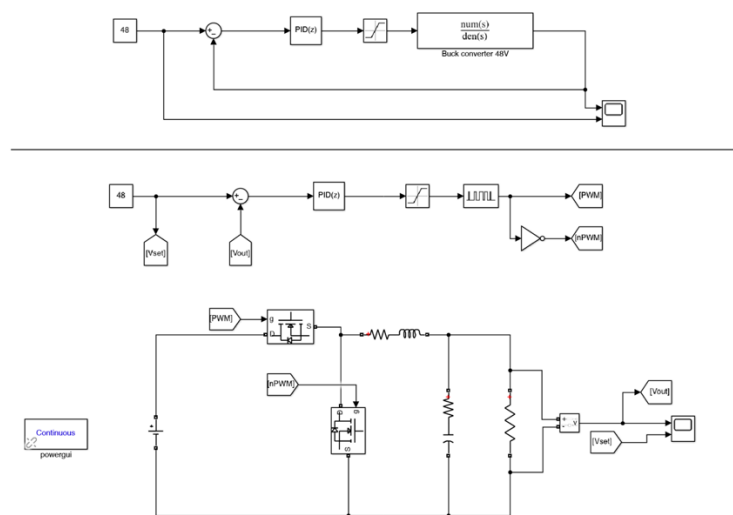 48
+
-
PID(z)
num(s)
den(s)
Buck converter 48V
48
+
-
PID(z)
[PWM]
[nPWM]
[Vset]
[Vout]
[PWM]
g
D
S
[nPWM]
g
D
S
+
+
-
v
[Vout]
[Vset]
Continuous
powergui